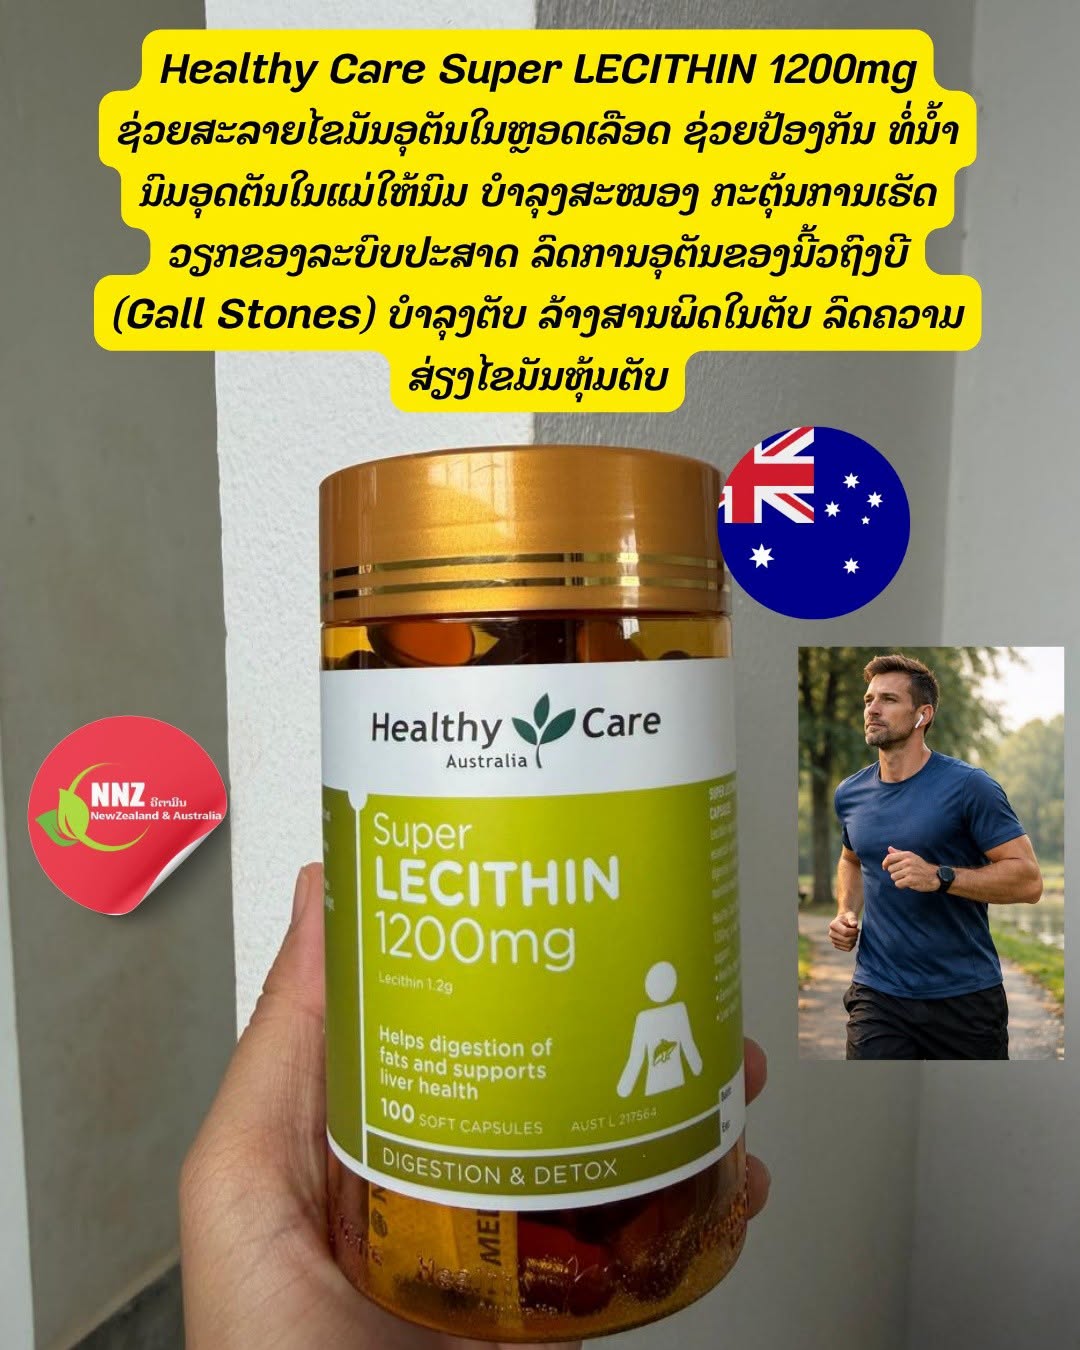 Healthy Care Super LECITHIN 1200mg
ຊ່ວຍສະລາຍໄຂມັນອຸຕັນໃນຫຼອດເລືອດ ຊ່ວຍປ້ອງກັນ ທໍ່ນ້ຳ
ນົມອຸດຕັນໃນແມ່ໃຫ້ນົມ ບໍາລຸງສະໝອງ ກະຕຸ້ນການເຮັດ
ວຽກຂອງລະບົບປະສາດ ລົດການອຸຕັນຂອງນີ້ວຖົງບີ
(Gall Stones) ບໍາລຸງຕັບ ລ້າງສານພິດໃນຕັບ ລົດຄວາມ
ສ່ຽງໄຂມັນຫຸ້ມຕັບ
Healthy Care
Australia
NNZ ວີຕາມິນ
NewZealand & Australia
Super
LECITHIN
1200mg
Lecithin 1.2g
Helps digestion of
fats and supports
liver health
100 SOFT CAPSULES AUST L 217564
DIGESTION & DETOX